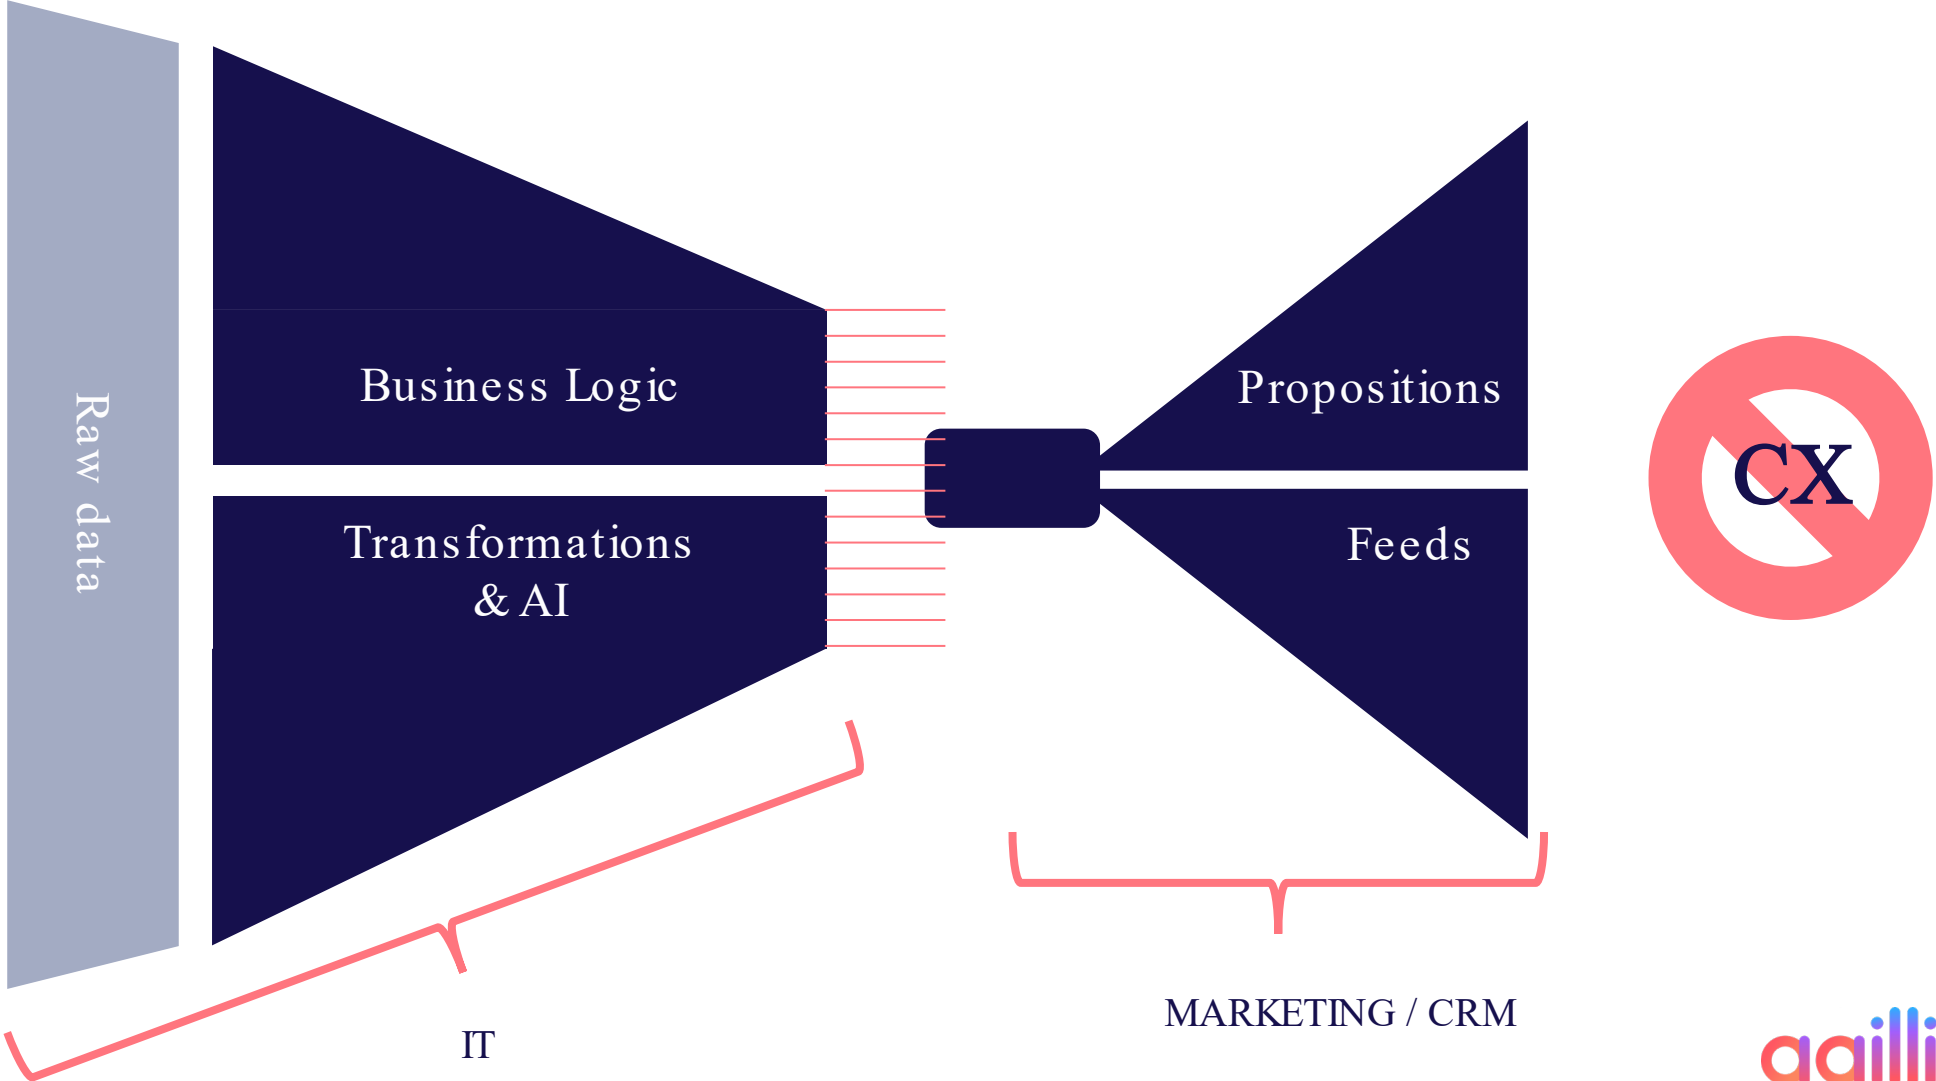 Raw data
Business Logic
Transformations
& AI
Propositions
Feeds
CX
IT
MARKETING / CRM
aailli